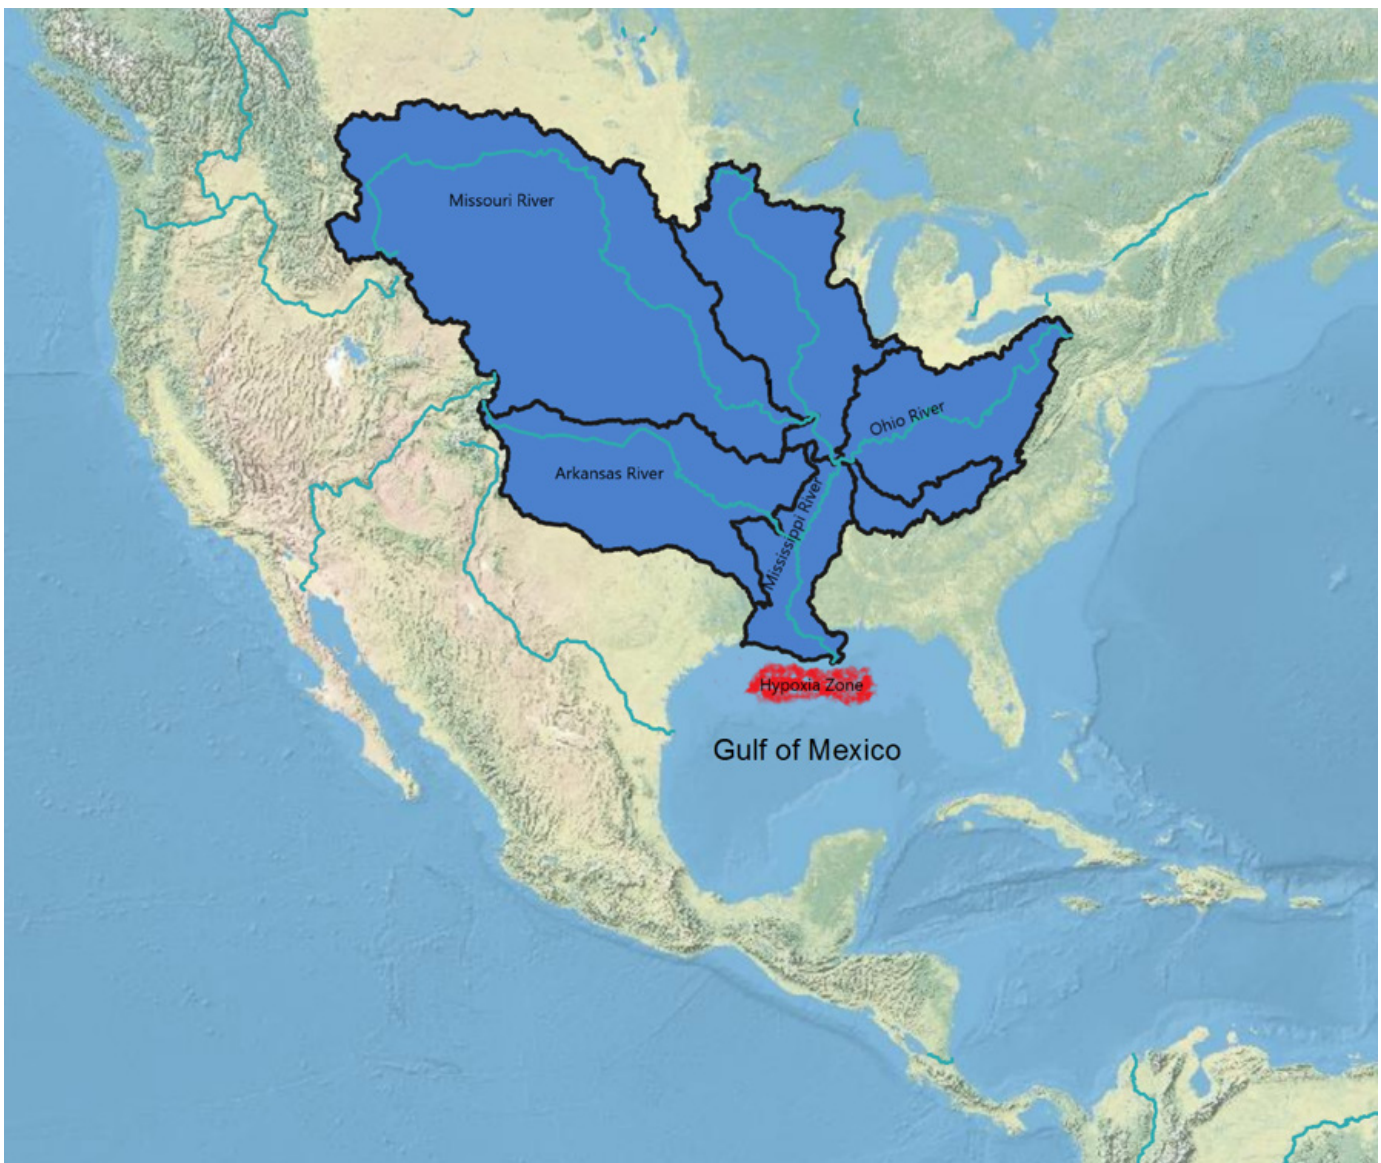 Missouri River
Ohio River
Arkansas River
Mississippi River
Hypoxia Zone
Gulf of Mexico